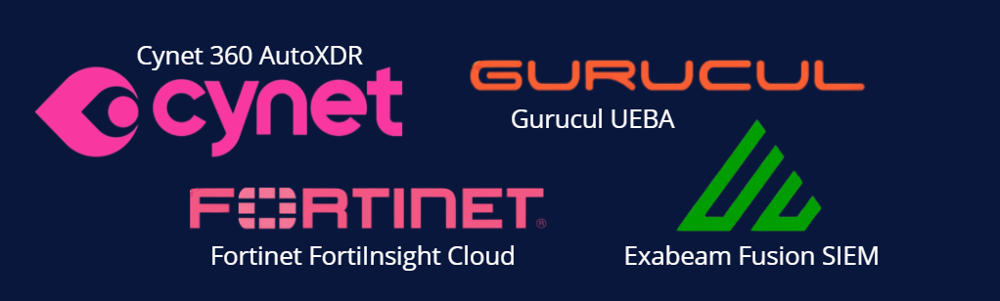 Cynet 360 AutoXDR
cynet
GURUCUL
Gurucul UEBA
FORTINET®
Fortinet FortiInsight Cloud
Exabeam Fusion SIEM